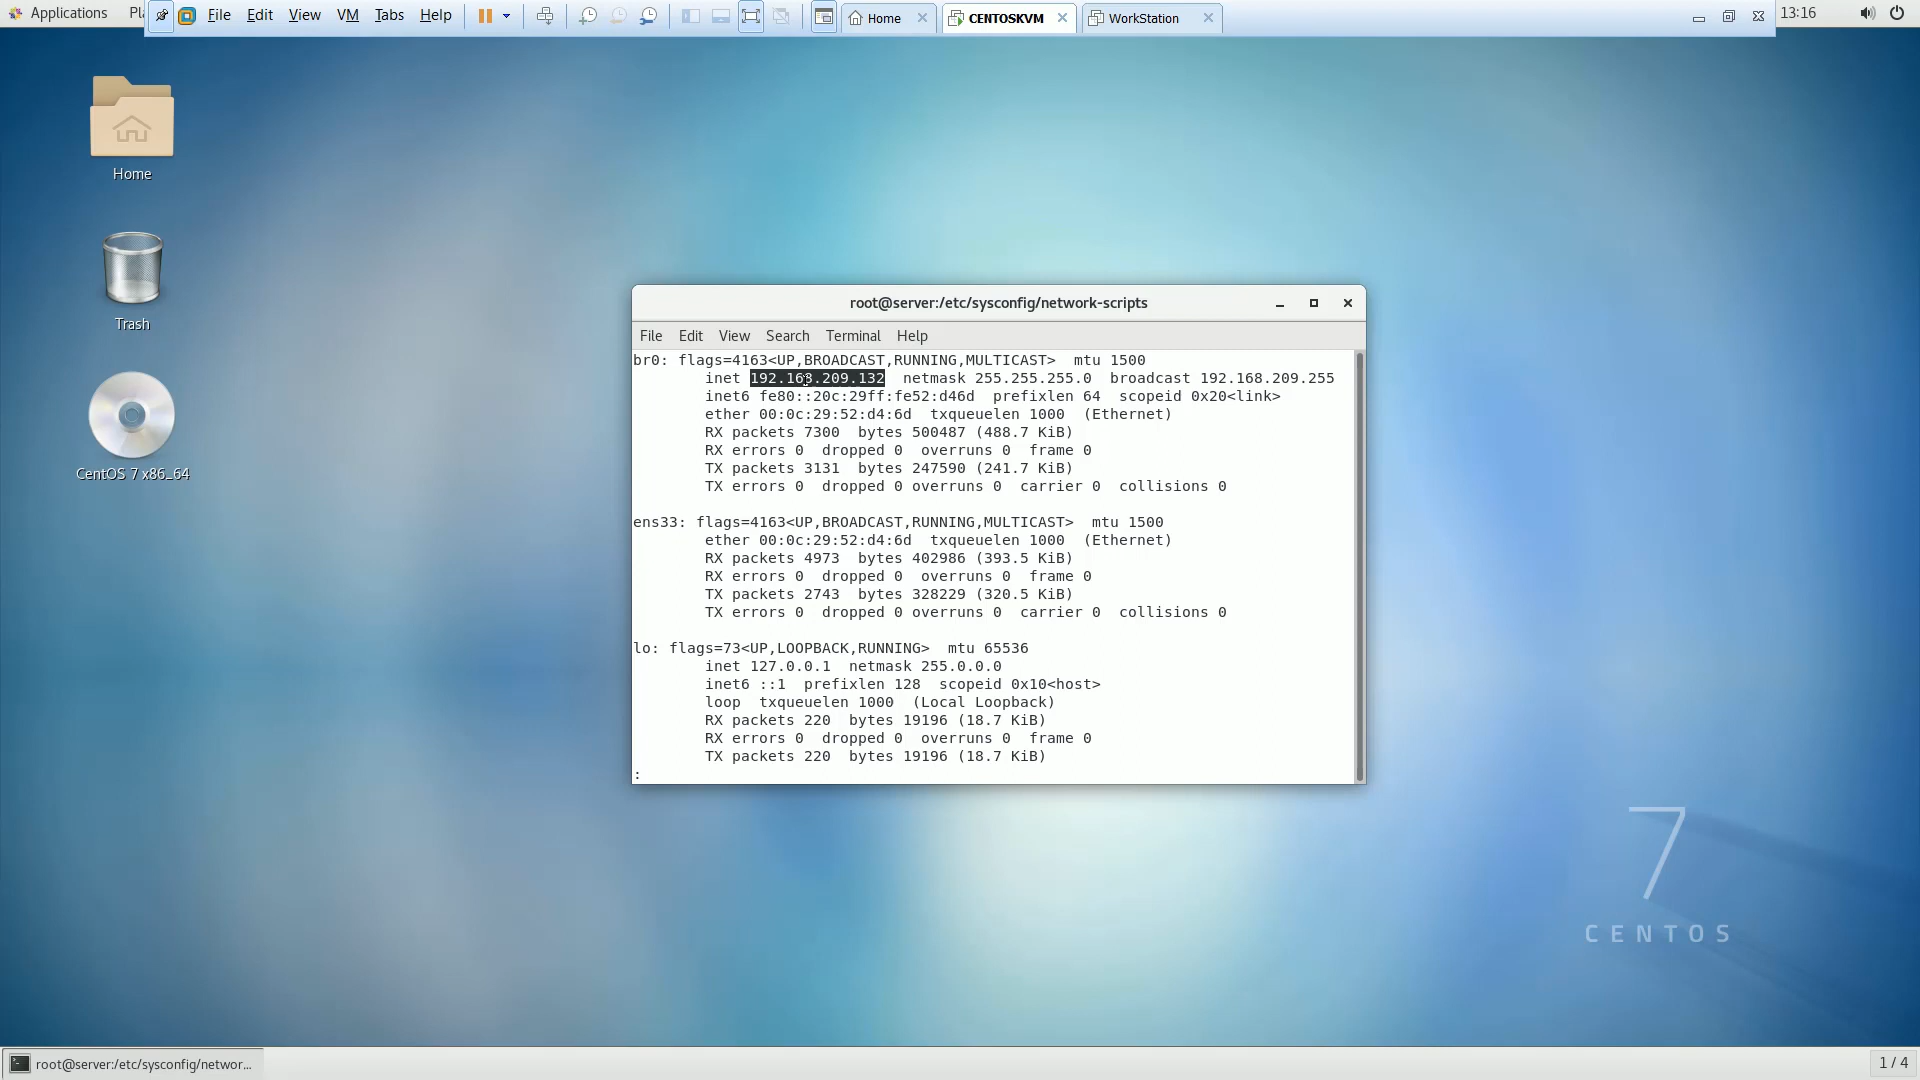 Applications
Pl
File Edit View VM Tabs Help
Home
CENTOSKVM
WorkStation
13:16
Home
Trash
CentOS 7 x86_64
root@server:/etc/sysconfig/network-scripts
File Edit View Search Terminal Help
br0: flags=4163<UP,BROADCAST,RUNNING,MULTICAST>  mtu 1500
        inet 192.168.209.132  netmask 255.255.255.0  broadcast 192.168.209.255
        inet6 fe80::20c:29ff:fe52:d46d  prefixlen 64  scopeid 0x20<link>
        ether 00:0c:29:52:d4:6d  txqueuelen 1000  (Ethernet)
        RX packets 7300  bytes 500487 (488.7 KiB)
        RX errors 0  dropped 0  overruns 0  frame 0
        TX packets 3131  bytes 247590 (241.7 KiB)
        TX errors 0  dropped 0 overruns 0  carrier 0  collisions 0
ens33: flags=4163<UP,BROADCAST,RUNNING,MULTICAST>  mtu 1500
        ether 00:0c:29:52:d4:6d  txqueuelen 1000  (Ethernet)
        RX packets 4973  bytes 402986 (393.5 KiB)
        RX errors 0  dropped 0  overruns 0  frame 0
        TX packets 2743  bytes 328229 (320.5 KiB)
        TX errors 0  dropped 0 overruns 0  carrier 0  collisions 0
lo: flags=73<UP,LOOPBACK,RUNNING>  mtu 65536
        inet 127.0.0.1  netmask 255.0.0.0
        inet6 ::1  prefixlen 128  scopeid 0x10<host>
        loop  txqueuelen 1000  (Local Loopback)
        RX packets 220  bytes 19196 (18.7 KiB)
        RX errors 0  dropped 0  overruns 0  frame 0
        TX packets 220  bytes 19196 (18.7 KiB)
:
7
CENTOS
root@server:/etc/sysconfig/networ...
1 / 4